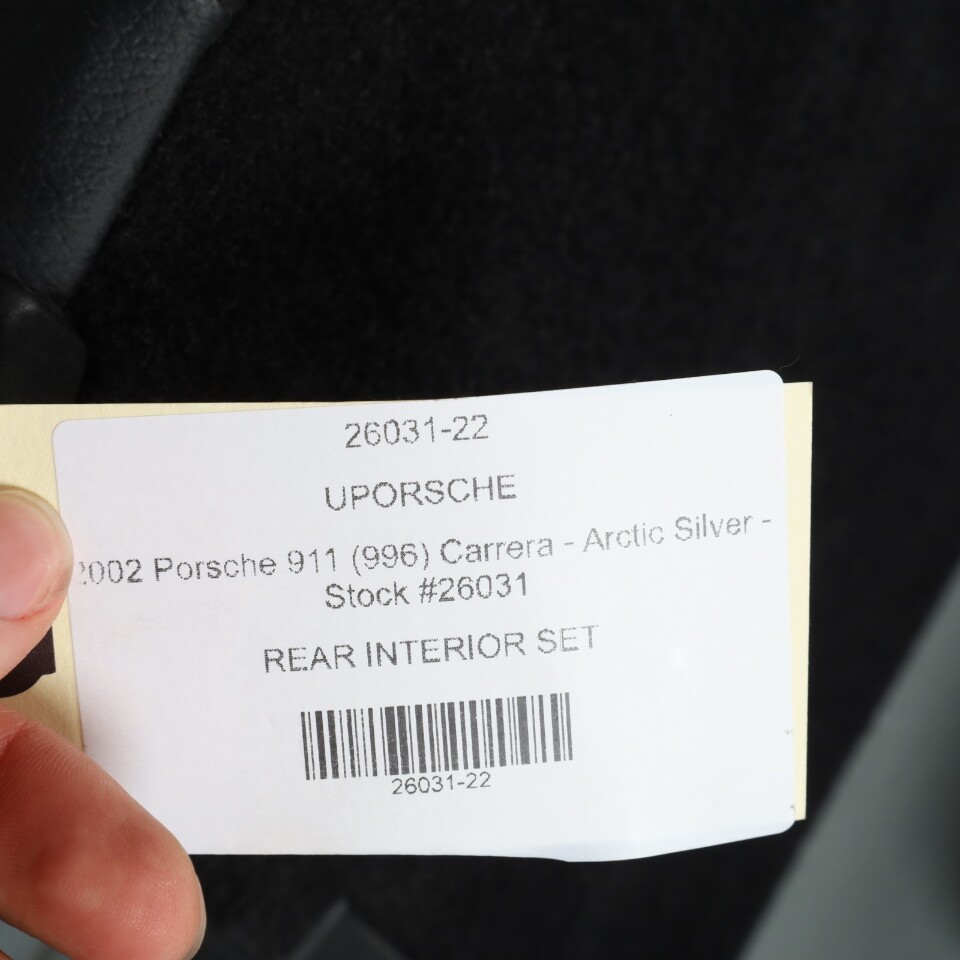 26031-22
UPORSCHE
2002 Porsche 911 (996) Carrera - Arctic Silver -
Stock #26031
REAR INTERIOR SET
26031-22